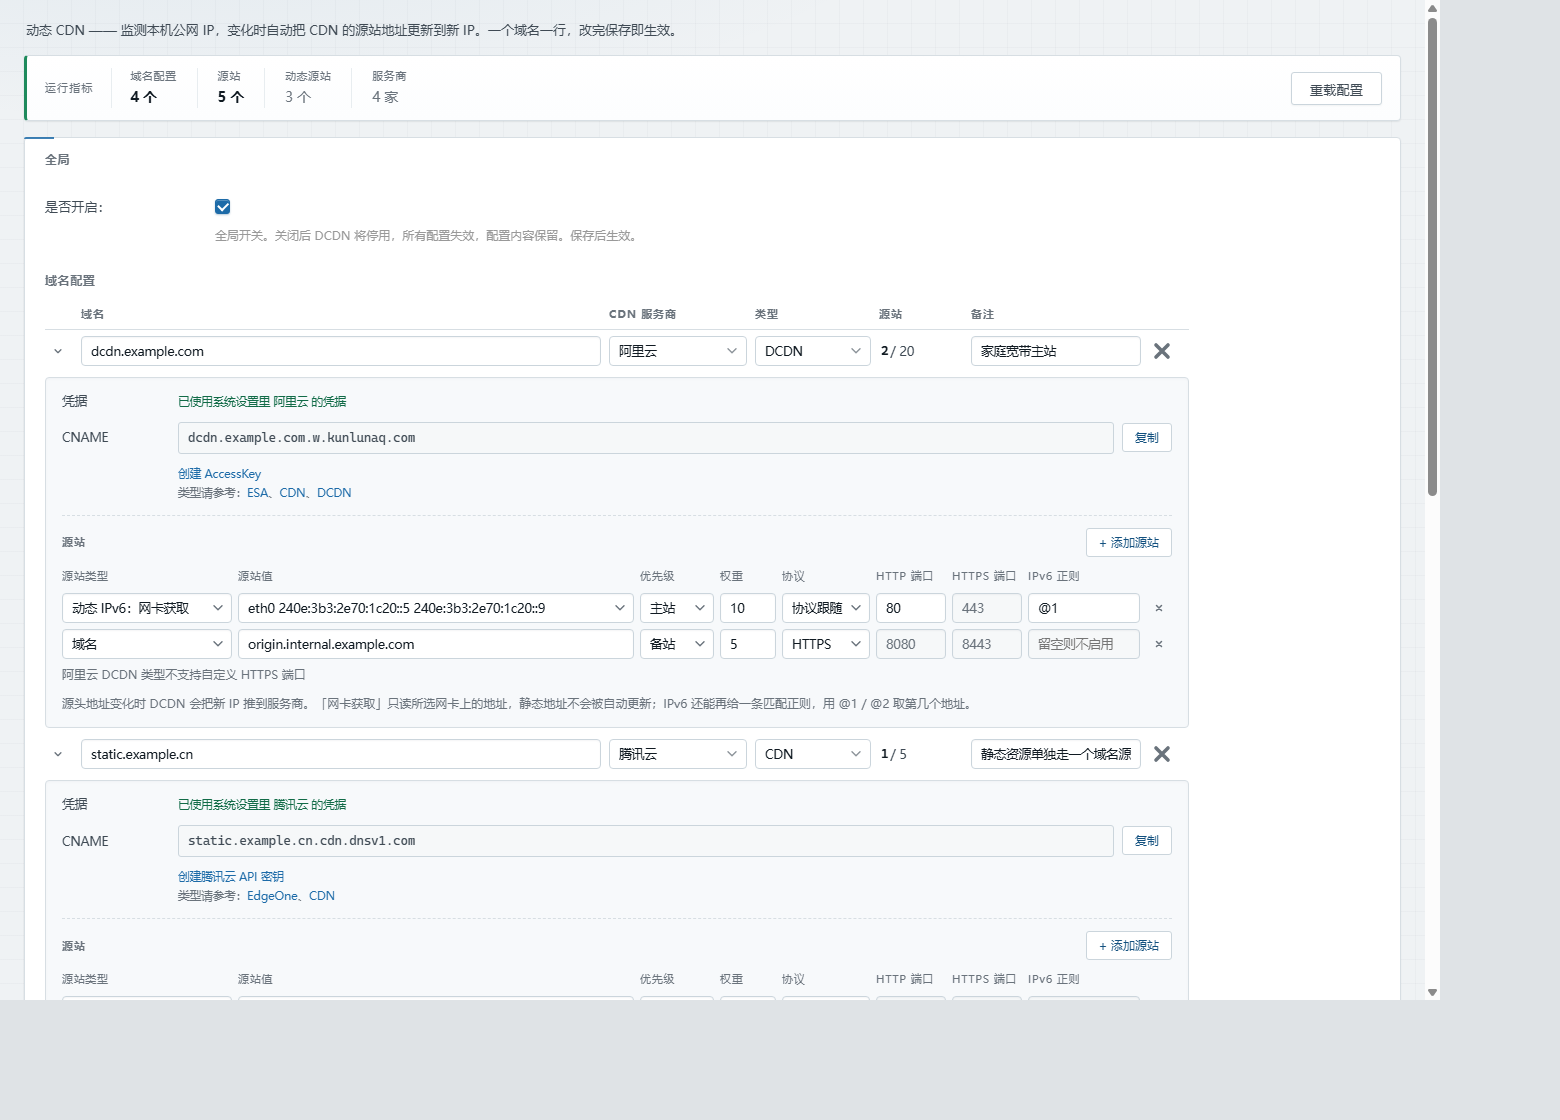 动态 CDN —— 监测本机公网 IP，变化时自动把 CDN 的源站地址更新到新 IP。一个域名一行，改完保存即生效。
运行指标
域名配置 源站 动态源站 服务商
4 个 5 个 3 个 4 家
重载配置
全局
是否开启：
全局开关。关闭后 DCDN 将停用，所有配置失效，配置内容保留。保存后生效。
域名配置
域名 CDN 服务商 类型 源站 备注
dcdn.example.com 阿里云 DCDN 2 / 20 家庭宽带主站
凭据 已使用系统设置里 阿里云 的凭据
CNAME dcdn.example.com.w.kunlunaq.com 复制
创建 AccessKey
类型请参考：ESA、CDN、DCDN
源站 + 添加源站
源站类型 源站值 优先级 权重 协议 HTTP 端口 HTTPS 端口 IPv6 正则
动态 IPv6：网卡获取 eth0 240e:3b3:2e70:1c20::5 240e:3b3:2e70:1c20::9 主站 10 协议跟随 80 443 @1
域名 origin.internal.example.com 备站 5 HTTPS 8080 8443 留空则不启用
阿里云 DCDN 类型不支持自定义 HTTPS 端口
源头地址变化时 DCDN 会把新 IP 推到服务商。「网卡获取」只读所选网卡上的地址，静态地址不会被自动更新；IPv6 还能再给一条匹配正则，用 @1 / @2 取第几个地址。
static.example.cn 腾讯云 CDN 1 / 5 静态资源单独走一个域名源
凭据 已使用系统设置里 腾讯云 的凭据
CNAME static.example.cn.cdn.dnsv1.com 复制
创建腾讯云 API 密钥
类型请参考：EdgeOne、CDN
源站 + 添加源站
源站类型 源站值 优先级 权重 协议 HTTP 端口 HTTPS 端口 IPv6 正则